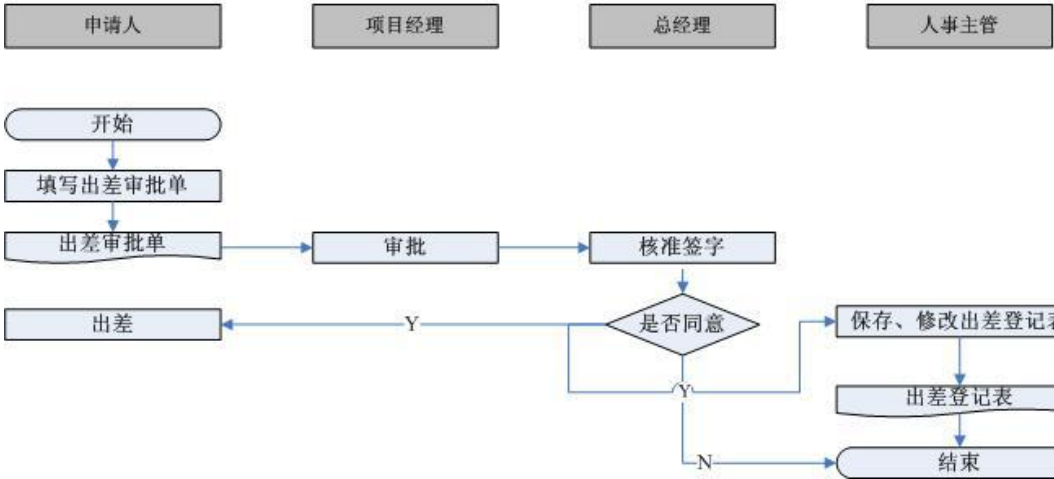 申请人
项目经理
总经理
人事主管
开始
填写出差审批单
出差审批单
审批
核准签字
出差
Y
是否同意
保存、修改出差登记表
Y
出差登记表
N
结束